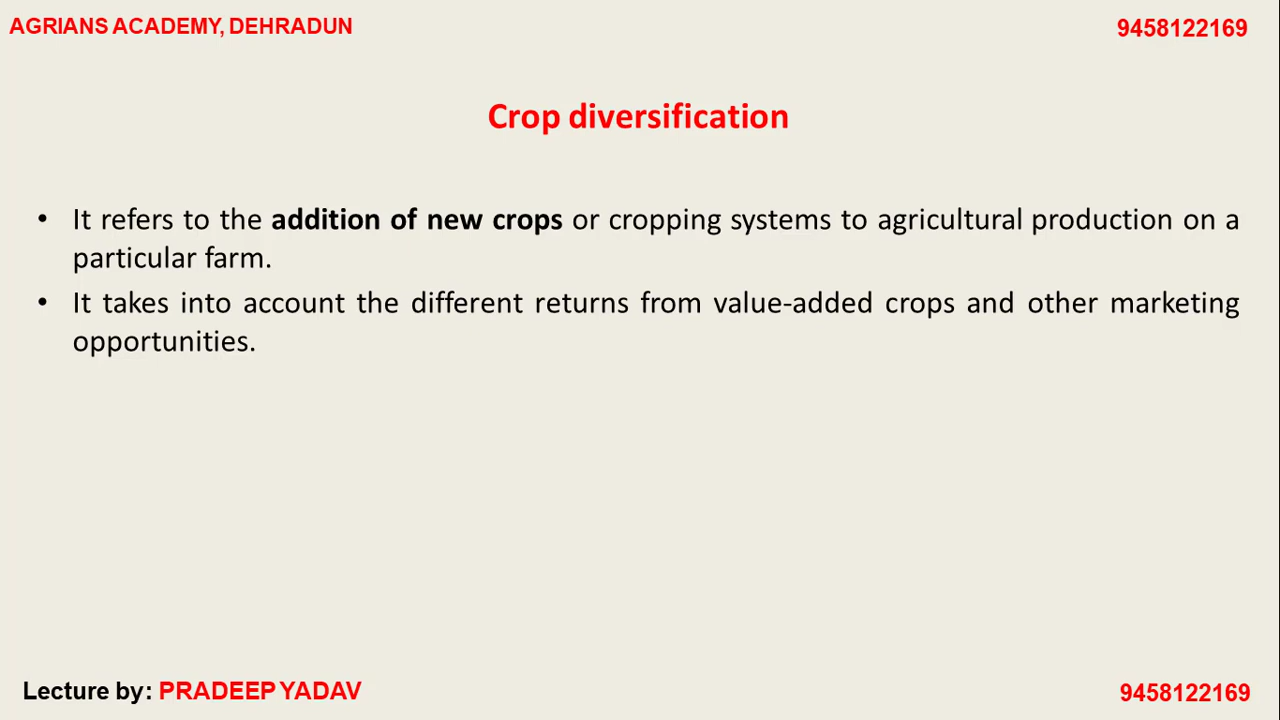 AGRIANS ACADEMY, DEHRADUN
9458122169
Crop diversification
• It refers to the addition of new crops or cropping systems to agricultural production on a
particular farm.
• It takes into account the different returns from value-added crops and other marketing
opportunities.
Lecture by: PRADEEP YADAV
9458122169